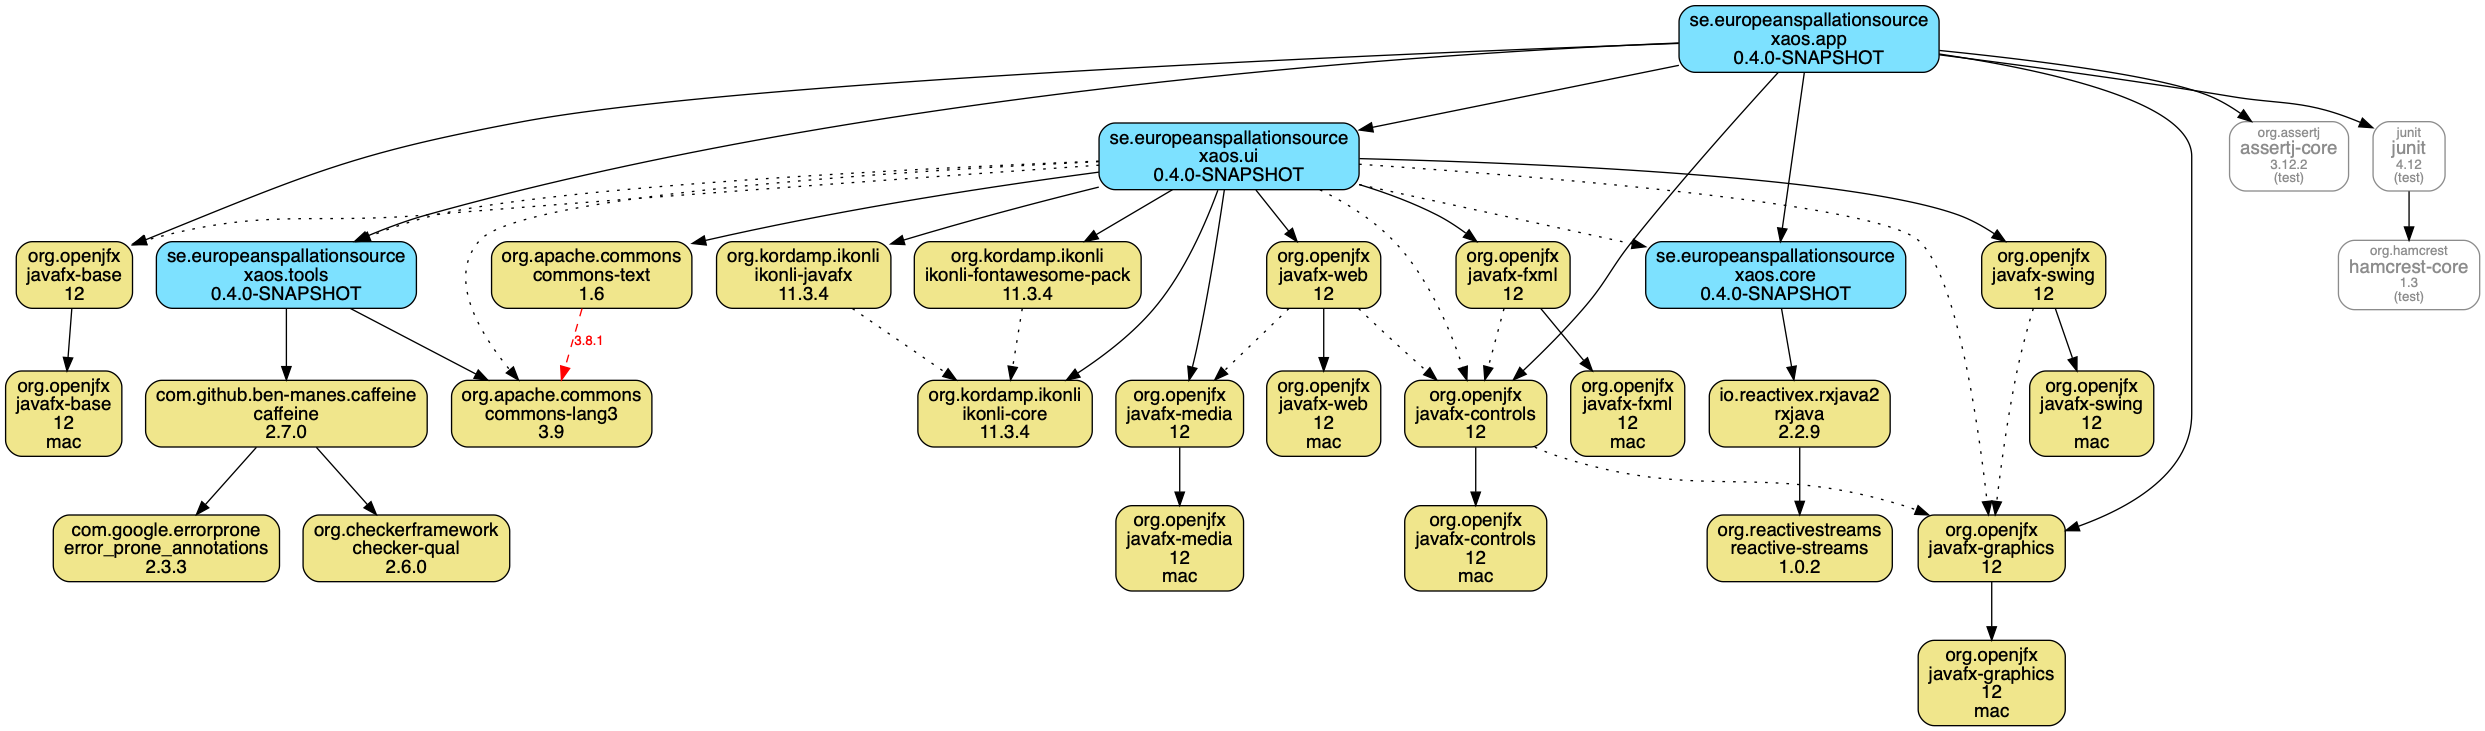 se.europeanspallationsource
xaos.app
0.4.0-SNAPSHOT
se.europeanspallationsource
xaos.ui
0.4.0-SNAPSHOT
org.assertj
assertj-core
3.12.2
(test)
junit
junit
4.12
(test)
org.openjfx
javafx-base
12
se.europeanspallationsource
xaos.tools
0.4.0-SNAPSHOT
org.apache.commons
commons-text
1.6
org.kordamp.ikonli
ikonli-javafx
11.3.4
org.kordamp.ikonli
ikonli-fontawesome-pack
11.3.4
org.openjfx
javafx-web
12
org.openjfx
javafx-fxml
12
se.europeanspallationsource
xaos.core
0.4.0-SNAPSHOT
org.openjfx
javafx-swing
12
org.hamcrest
hamcrest-core
1.3
(test)
3.8.1
org.openjfx
javafx-base
12
mac
com.github.ben-manes.caffeine
caffeine
2.7.0
org.apache.commons
commons-lang3
3.9
org.kordamp.ikonli
ikonli-core
11.3.4
org.openjfx
javafx-media
12
org.openjfx
javafx-web
12
mac
org.openjfx
javafx-controls
12
org.openjfx
javafx-fxml
12
mac
io.reactivex.rxjava2
rxjava
2.2.9
org.openjfx
javafx-swing
12
mac
com.google.errorprone
error_prone_annotations
2.3.3
org.checkerframework
checker-qual
2.6.0
org.openjfx
javafx-media
12
mac
org.openjfx
javafx-controls
12
mac
org.reactivestreams
reactive-streams
1.0.2
org.openjfx
javafx-graphics
12
org.openjfx
javafx-graphics
12
mac